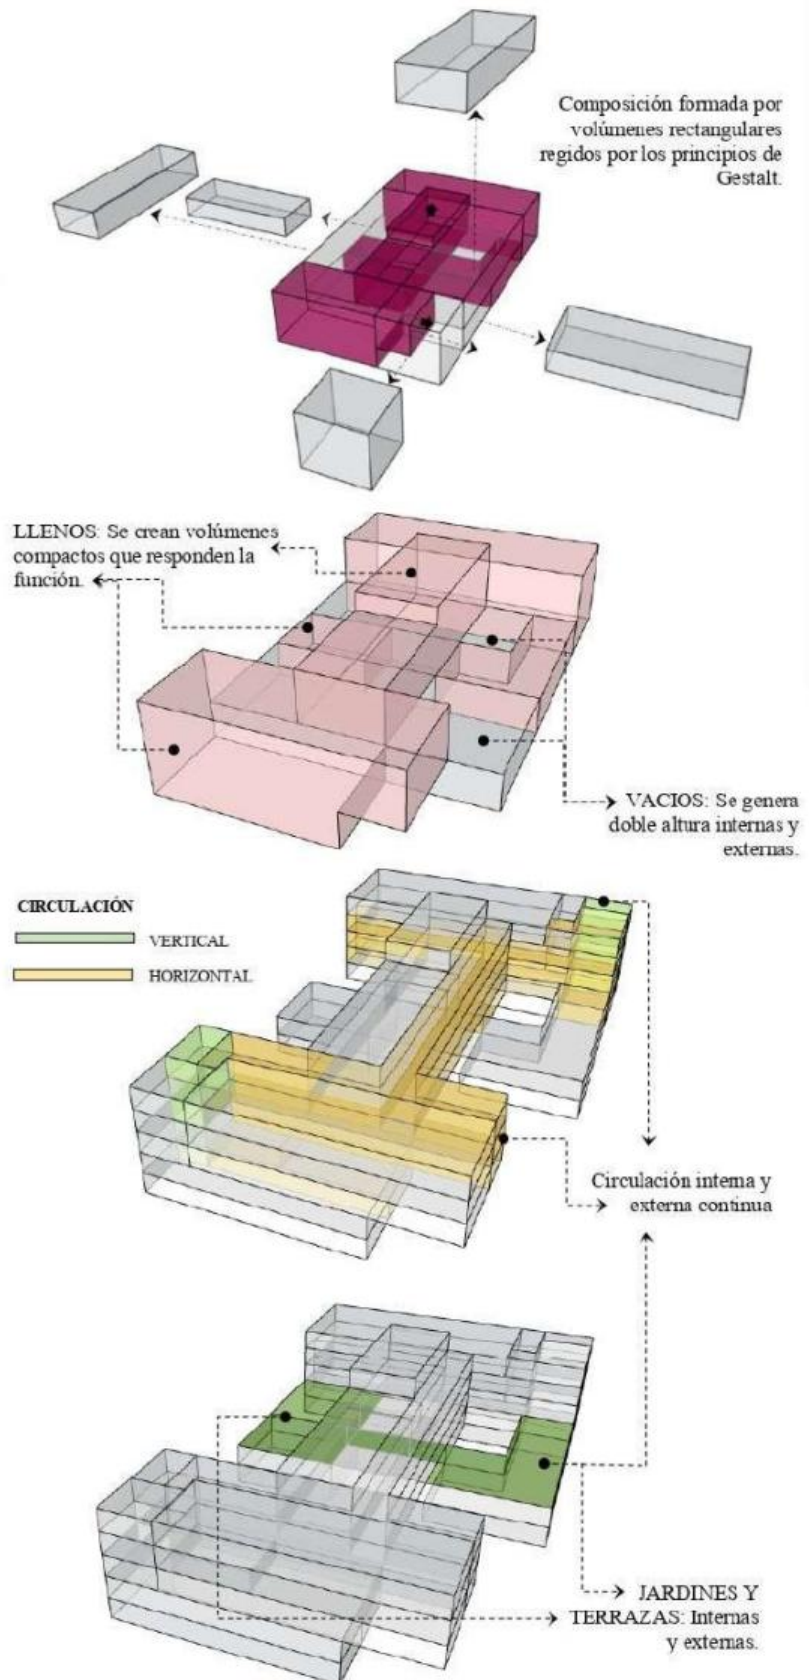 Composición formada por
volúmenes rectangulares
regidos por los principios de
Gestalt.
LLENOS: Se crean volúmenes
compactos que responden la
función.
VACIOS: Se genera
doble altura internas y
externas.
CIRCULACIÓN
VERTICAL
HORIZONTAL
Circulación interna y
externa continua
JARDINES Y
TERRAZAS: Internas
y externas.